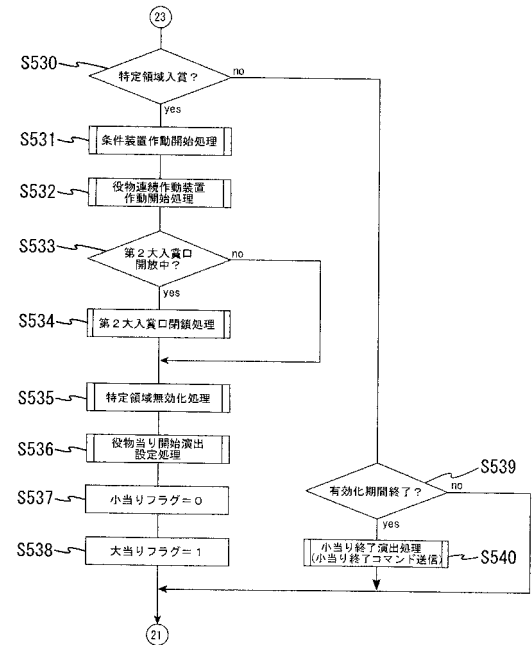 23
S530
特定領域入賞?
no
yes
S531
条件装置作動開始処理
S532
役物連続作動装置
作動開始処理
S533
第2大入賞口
開放中?
no
yes
S534
第2大入賞口閉鎖処理
S535
特定領域無効化処理
S536
役物当り開始演出
設定処理
S537
小当りフラグ=0
S538
大当りフラグ=1
S539
有効化期間終了?
no
yes
S540
小当り終了演出処理
(小当り終了コマンド送信)
21